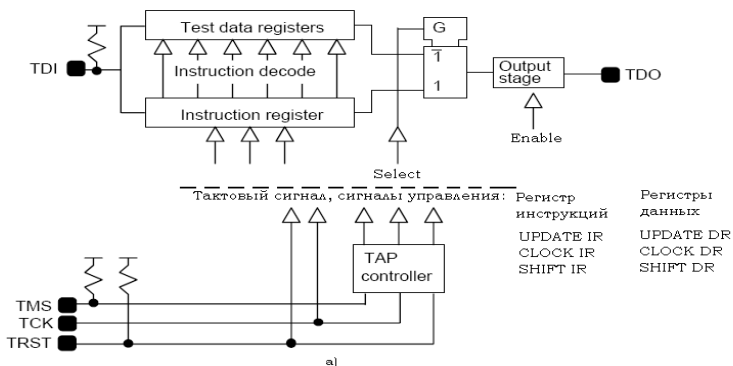 Test data registers
G
TDI
Instruction decode
1
1
Output
stage
TDO
Instruction register
Enable
Select
Тактовый сигнал, сигналы управления:
Регистр
инструкций
Регистры
данных
UPDATE IR
CLOCK IR
SHIFT IR
UPDATE DR
CLOCK DR
SHIFT DR
TAP
controller
TMS
TCK
TRST
а)